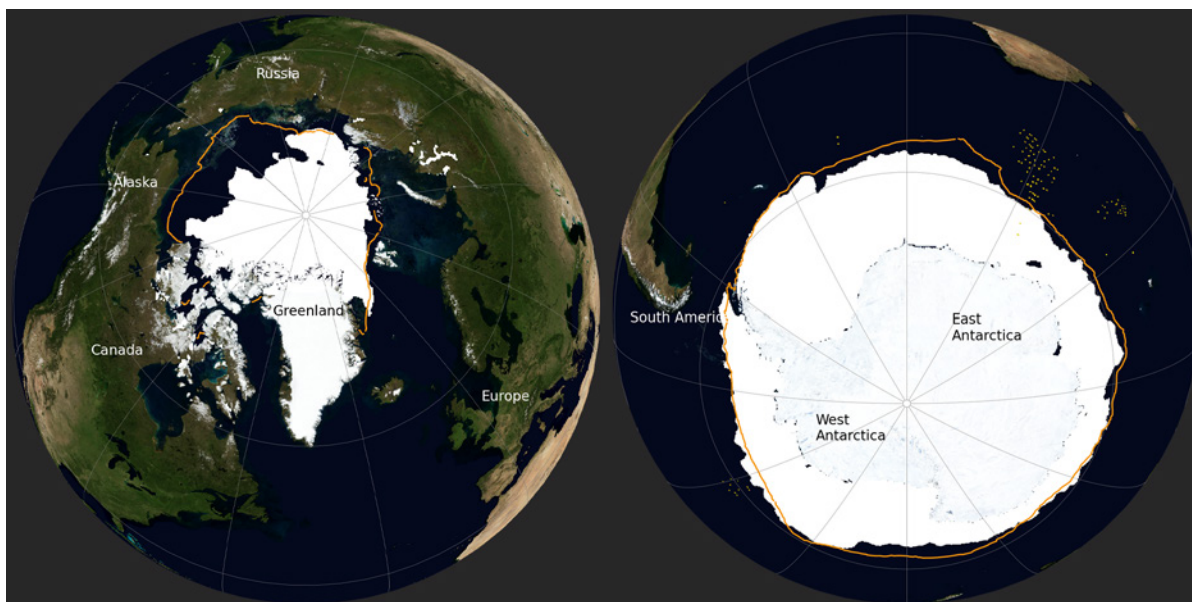 Russia
Alaska
Greenland
Canada
Europe
South Americ
East
Antarctica
West
Antarctica